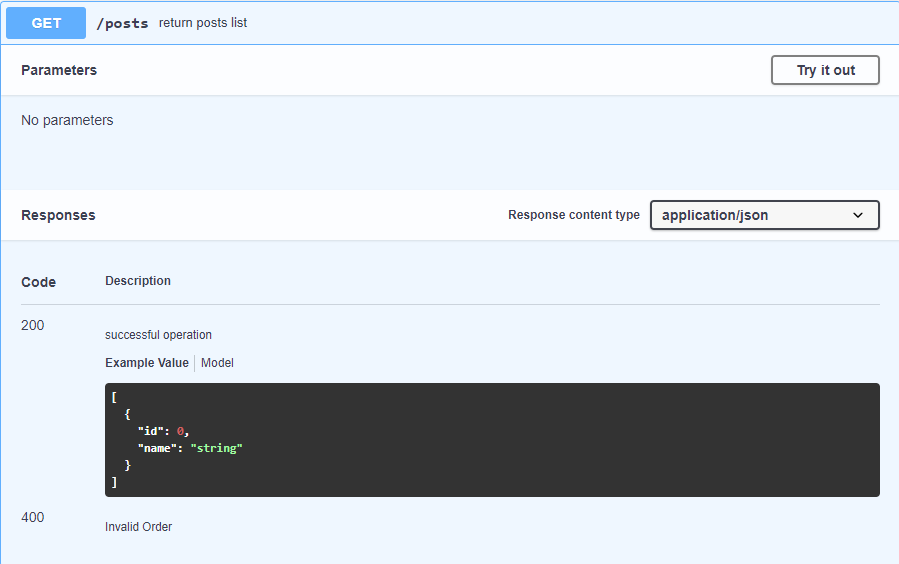 GET /posts return posts list
Parameters Try it out
No parameters
Responses Response content type application/json
Code Description
200
successful operation
Example Value Model
[
  {
    "id": 0,
    "name": "string"
  }
]
400
Invalid Order